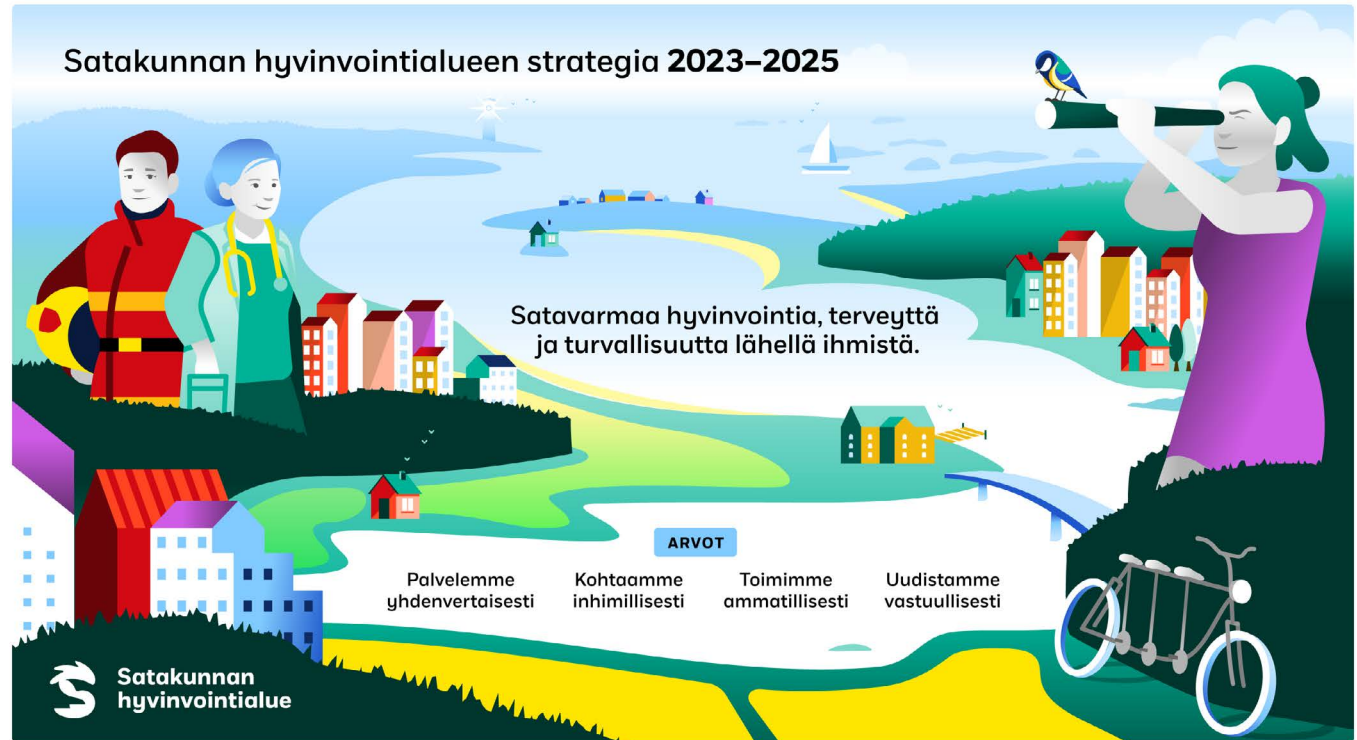 Satakunnan hyvinvointialueen strategia 2023–2025
Satavarmaa hyvinvointia, terveyttä
ja turvallisuutta lähellä ihmistä.
ARVOT
Palvelemme
yhdenvertaisesti
Kohtaamme
inhimillisesti
Toimimme
ammatillisesti
Uudistamme
vastuullisesti
Satakunnan
hyvinvointialue